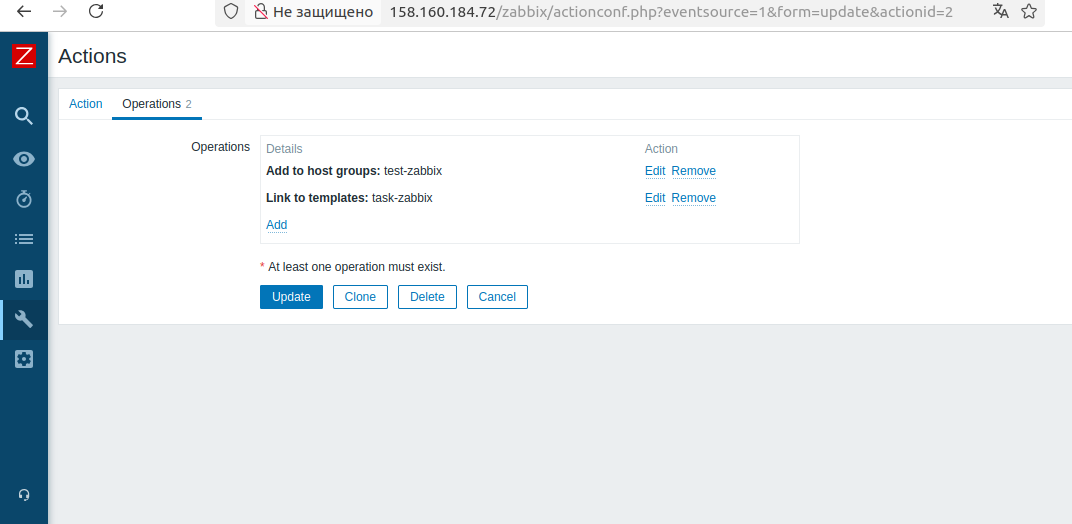 Не защищено 158.160.184.72/zabbix/actionconf.php?eventsource=1&form=update&actionid=2
Z
Actions
Action Operations 2
Operations
Details Action
Add to host groups: test-zabbix Edit Remove
Link to templates: task-zabbix Edit Remove
Add
* At least one operation must exist.
Update Clone Delete Cancel